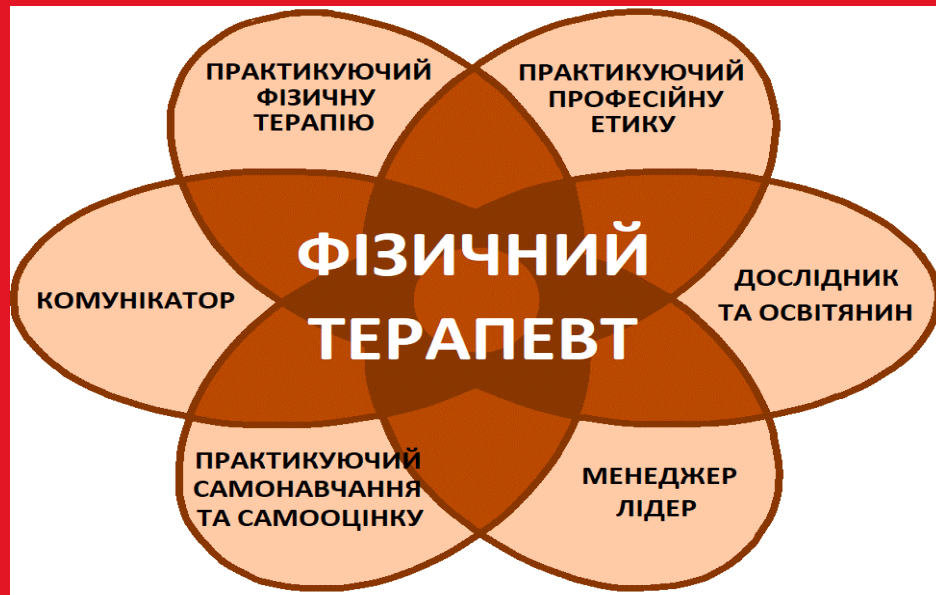 ПРАКТИКУЮЧИЙ
ФІЗИЧНУ
ТЕРАПІЮ
ПРАКТИКУЮЧИЙ
ПРОФЕСІЙНУ
ЕТИКУ
КОМУНІКАТОР
ФІЗИЧНИЙ
ТЕРАПЕВТ
ДОСЛІДНИК
ТА ОСВІТЯНИН
ПРАКТИКУЮЧИЙ
САМОНАВЧАННЯ
ТА САМООЦІНКУ
МЕНЕДЖЕР
ЛІДЕР